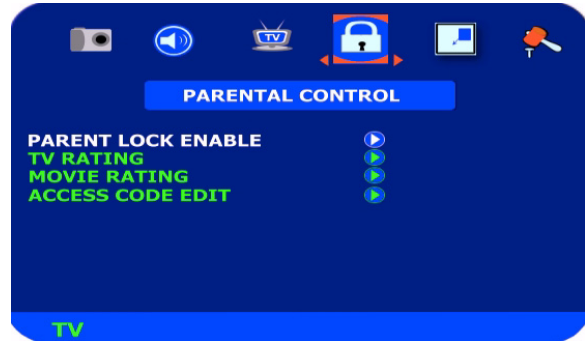 TV
PARENTAL CONTROL
PARENT LOCK ENABLE
TV RATING
MOVIE RATING
ACCESS CODE EDIT
TV